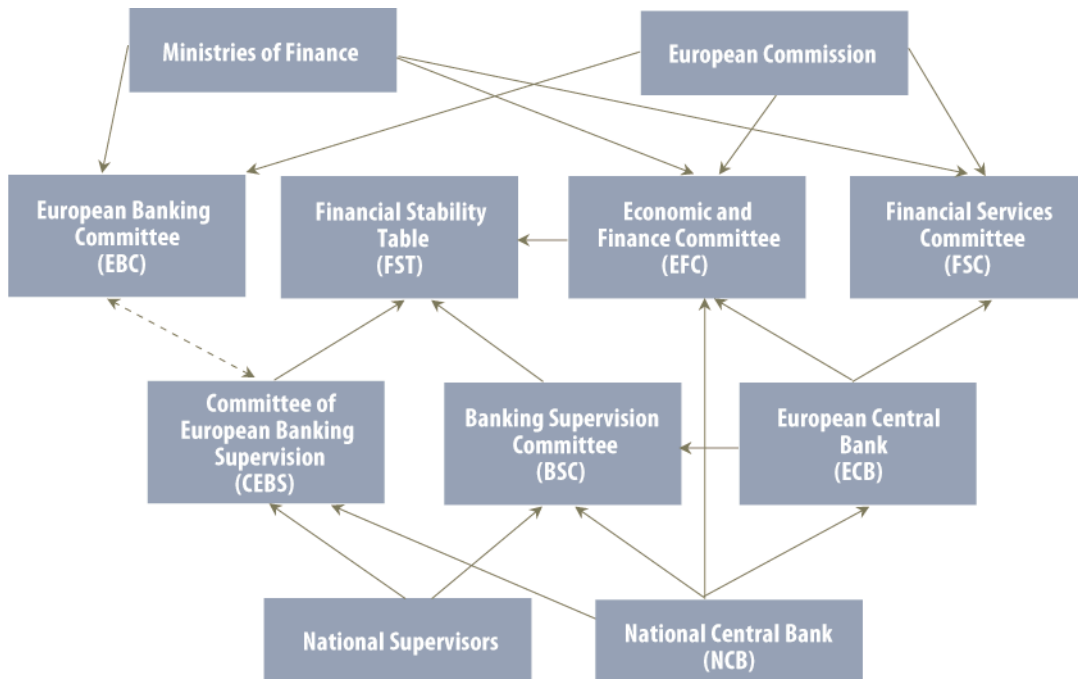 Ministries of Finance
European Commission
European Banking
Committee
(EBC)
Financial Stability
Table
(FST)
Economic and
Finance Committee
(EFC)
Financial Services
Committee
(FSC)
Committee of
European Banking
Supervision
(CEBS)
Banking Supervision
Committee
(BSC)
European Central
Bank
(ECB)
National Supervisors
National Central Bank
(NCB)